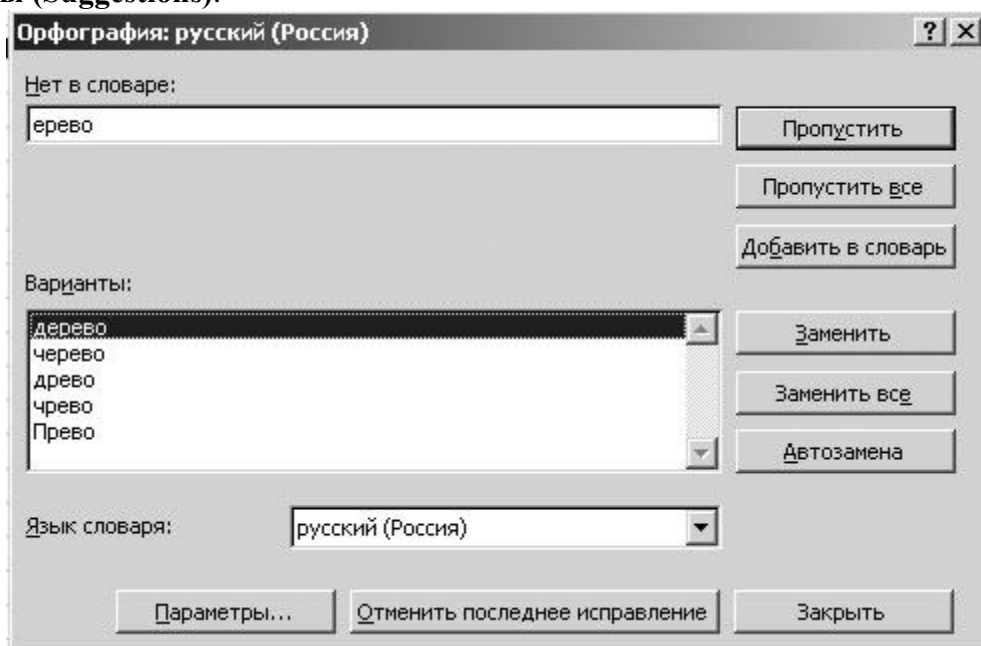 ы (Suggestions).
Орфография: русский (Россия)
Нет в словаре:
ерево
Пропустить
Пропустить все
Добавить в словарь
Варианты:
дерево
черево
древо
чрево
Прево
Заменить
Заменить все
Автозамена
Язык словаря:
русский (Россия)
Параметры...
Отменить последнее исправление
Закрыть